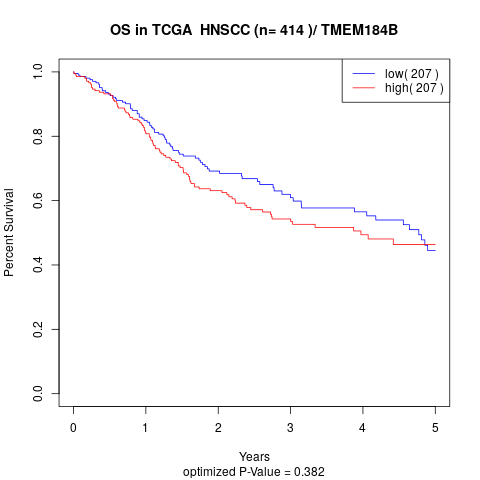 OS in TCGA  HNSCC (n= 414 )/ TMEM184B
low( 207 )
high( 207 )
Percent Survival
1.0
0.8
0.6
0.4
0.2
0.0
0 1 2 3 4 5
Years
optimized P-Value = 0.382